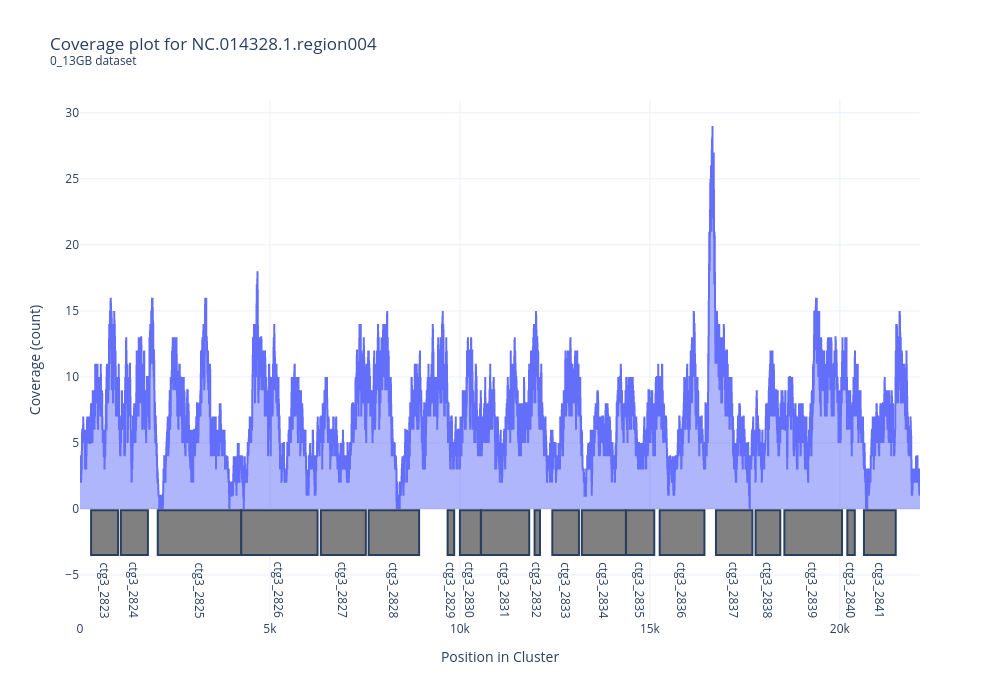 Coverage plot for NC.014328.1.region004
0_13GB dataset
30
25
20
15
10
5
0
−5
Coverage (count)
ctg3_2823
ctg3_2824
ctg3_2825
ctg3_2826
ctg3_2827
ctg3_2828
ctg3_2829
ctg3_2830
ctg3_2831
ctg3_2832
ctg3_2833
ctg3_2834
ctg3_2835
ctg3_2836
ctg3_2837
ctg3_2838
ctg3_2839
ctg3_2840
ctg3_2841
0 5k 10k 15k 20k
Position in Cluster